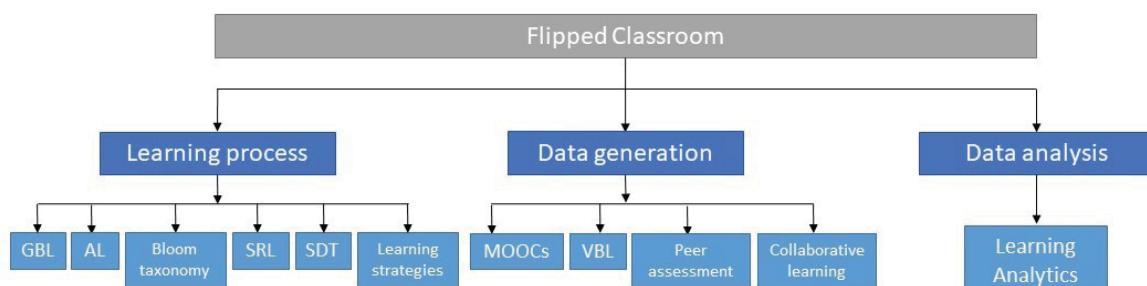 Flipped Classroom
Learning process
Data generation
Data analysis
GBL
AL
Bloom
taxonomy
SRL
SDT
Learning
strategies
MOOCs
VBL
Peer
assessment
Collaborative
learning
Learning
Analytics